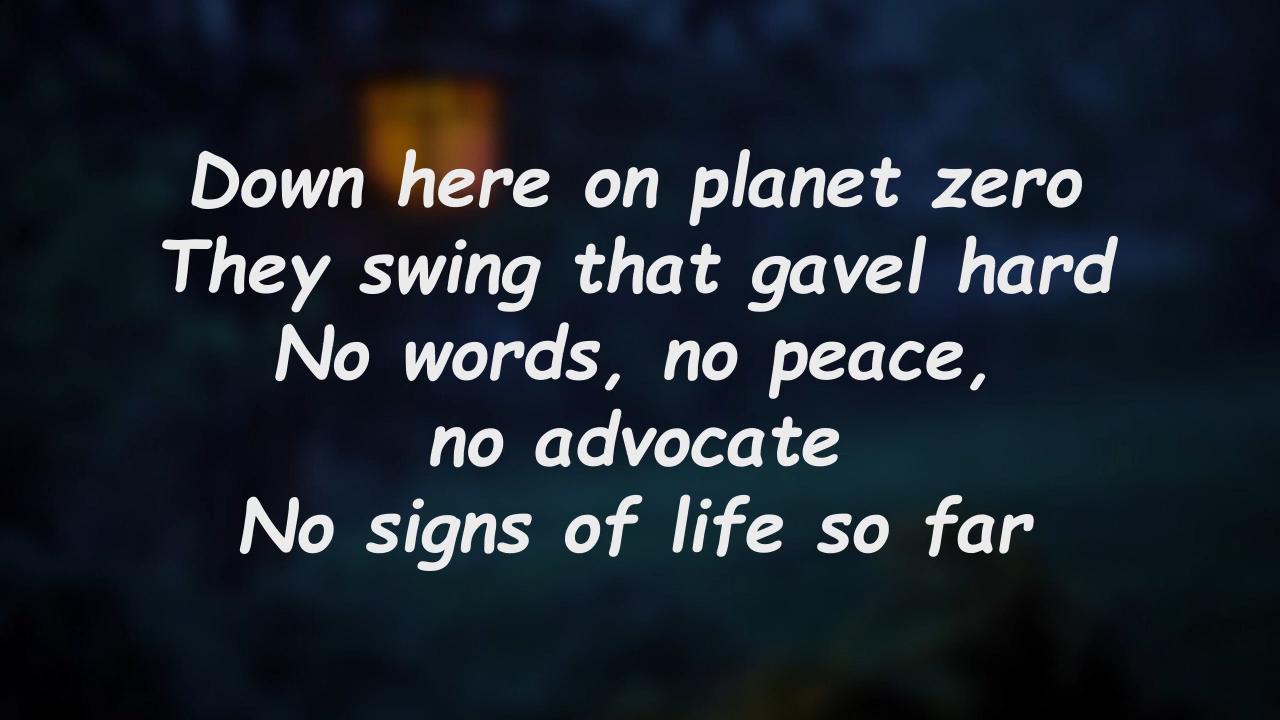 Down here on planet zero
They swing that gavel hard
No words, no peace,
no advocate
No signs of life so far